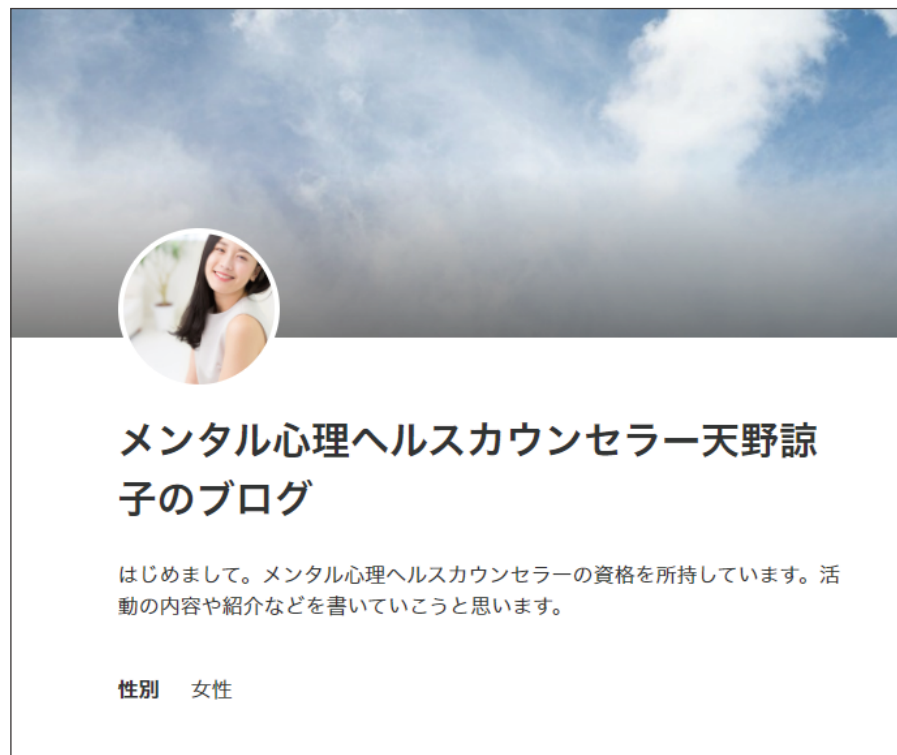 メンタル心理ヘルスカウンセラー天野諒
子のブログ
はじめまして。メンタル心理ヘルスカウンセラーの資格を所持しています。活
動の内容や紹介などを書いていこうと思います。
性別 女性